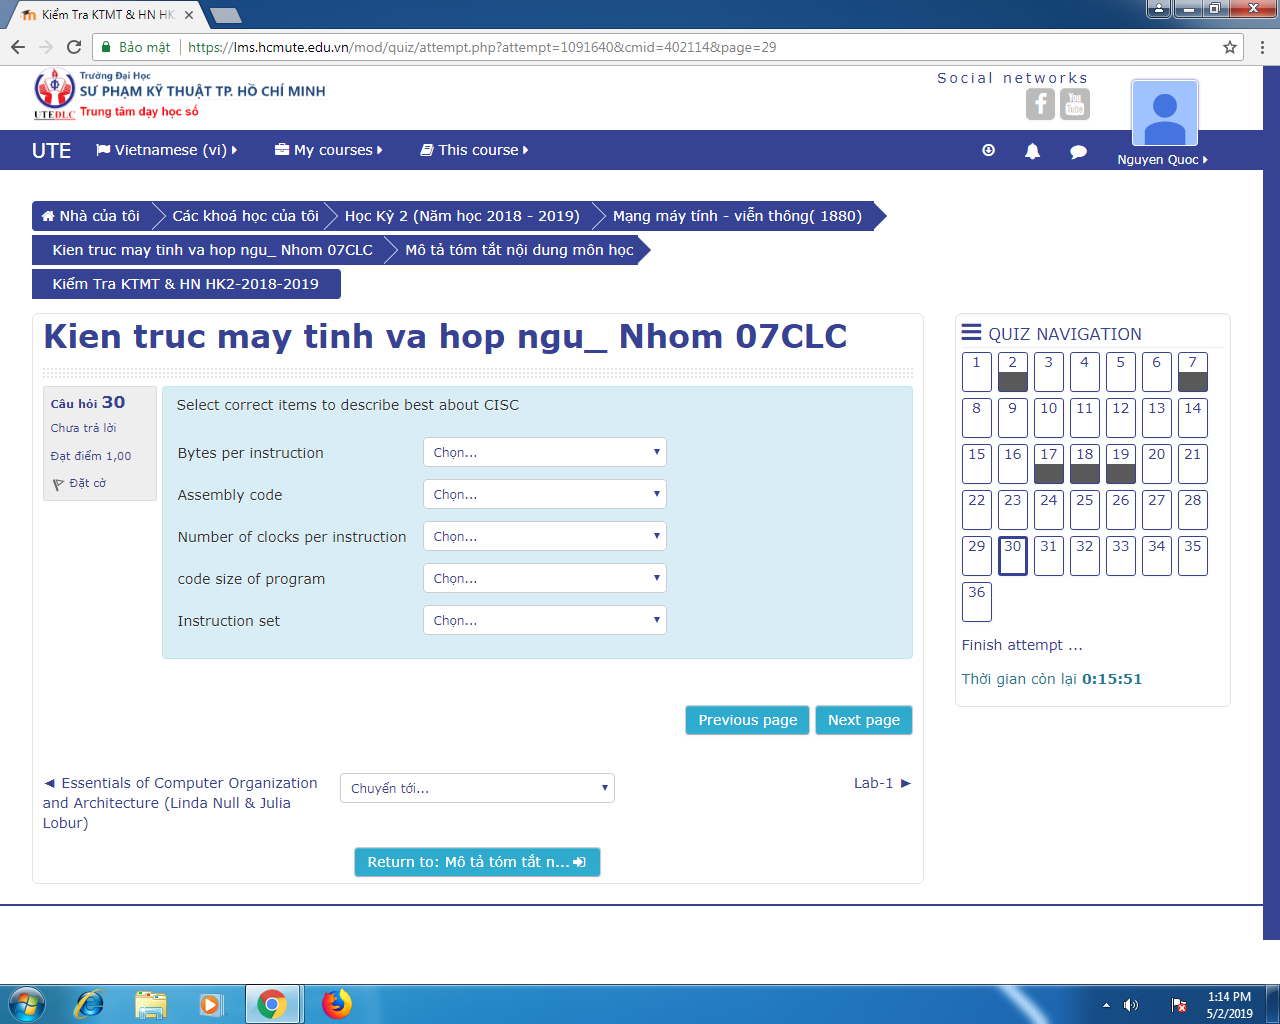 Kiểm Tra KTMT & HN HK
Bảo mật
https://lms.hcmute.edu.vn/mod/quiz/attempt.php?attempt=1091640&cmid=402114&page=29
Trường Đại Học
SƯ PHẠM KỸ THUẬT TP. HỒ CHÍ MINH
UTEDLC
Trung tâm dạy học số
Social networks
You
Tube
UTE
Vietnamese (vi)
My courses
This course
Nguyen Quoc
Nhà của tôi
Các khoá học của tôi
Học Kỳ 2 (Năm học 2018 - 2019)
Mạng máy tính - viễn thông( 1880)
Kien truc may tinh va hop ngu_ Nhom 07CLC
Mô tả tóm tắt nội dung môn học
Kiểm Tra KTMT & HN HK2-2018-2019
Kien truc may tinh va hop ngu_ Nhom 07CLC
Câu hỏi 30
Chưa trả lời
Đạt điểm 1,00
Đặt cờ
Select correct items to describe best about CISC
Bytes per instruction
Chọn...
Assembly code
Chọn...
Number of clocks per instruction
Chọn...
code size of program
Chọn...
Instruction set
Chọn...
Previous page
Next page
◄ Essentials of Computer Organization
and Architecture (Linda Null & Julia
Lobur)
Chuyển tới...
Lab-1 ►
Return to: Mô tả tóm tắt n...
QUIZ NAVIGATION
1 2 3 4 5 6 7
8 9 10 11 12 13 14
15 16 17 18 19 20 21
22 23 24 25 26 27 28
29 30 31 32 33 34 35
36
Finish attempt ...
Thời gian còn lại 0:15:51
1:14 PM
5/2/2019